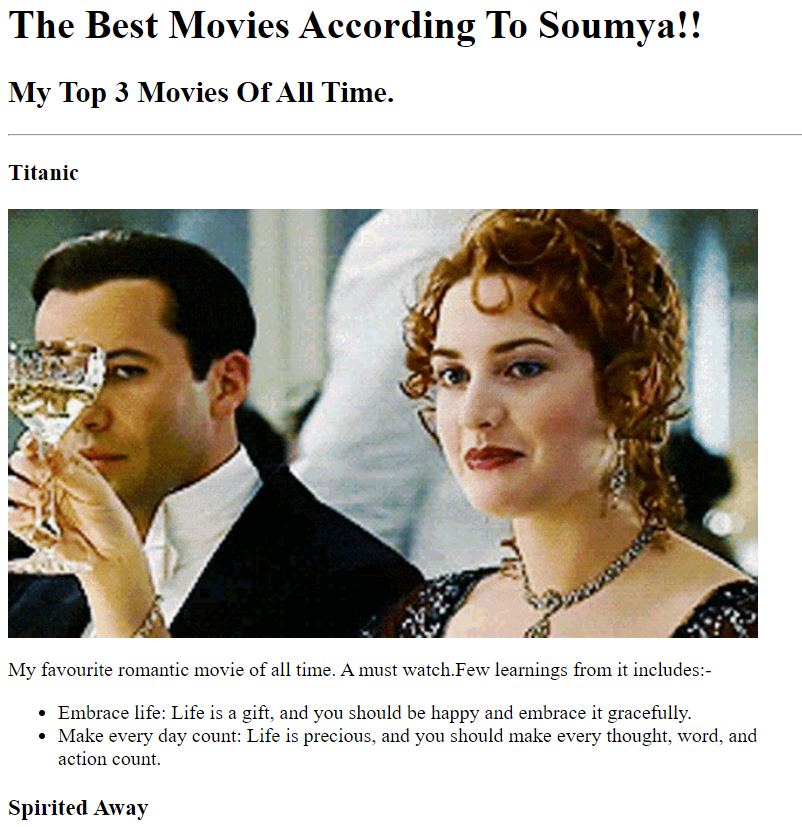 The Best Movies According To Soumya!!
My Top 3 Movies Of All Time.
Titanic
My favourite romantic movie of all time. A must watch.Few learnings from it includes:-
• Embrace life: Life is a gift, and you should be happy and embrace it gracefully.
• Make every day count: Life is precious, and you should make every thought, word, and
action count.
Spirited Away